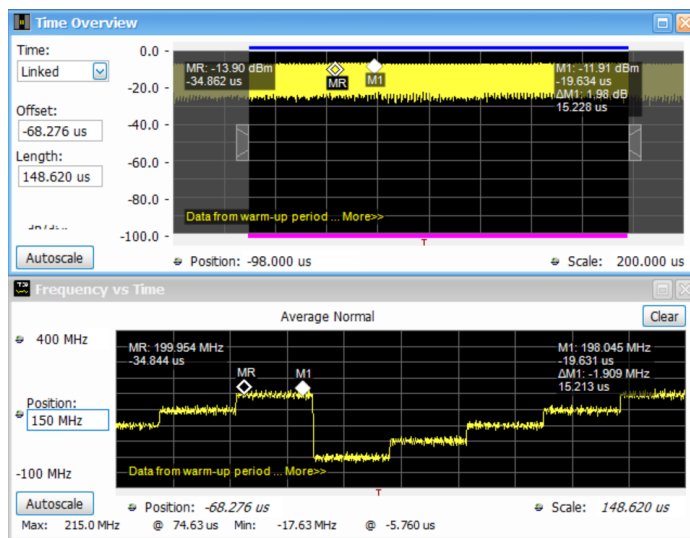 Time Overview
Time:
Linked
Offset:
-68.276 us
Length:
148.620 us
Autoscale
0.0
-20.0
-40.0
-60.0
-80.0
-100.0
MR: -13.90 dBm
-34.862 us
MR
M1
M1: -11.91 dBm
-19.634 us
ΔM1: 1.98 dB
15.228 us
Data from warm-up period ... More>>
T
Position: -98.000 us
Scale: 200.000 us
Frequency vs Time
Average Normal
Clear
400 MHz
Position:
150 MHz
-100 MHz
Autoscale
MR: 199.954 MHz
-34.844 us
MR
M1
M1: 198.045 MHz
-19.631 us
ΔM1: -1.909 MHz
15.213 us
Data from warm-up period ... More>>
T
Position: -68.276 us
Scale: 148.620 us
Max: 215.0 MHz @ 74.63 us Min: -17.63 MHz @ -5.760 us